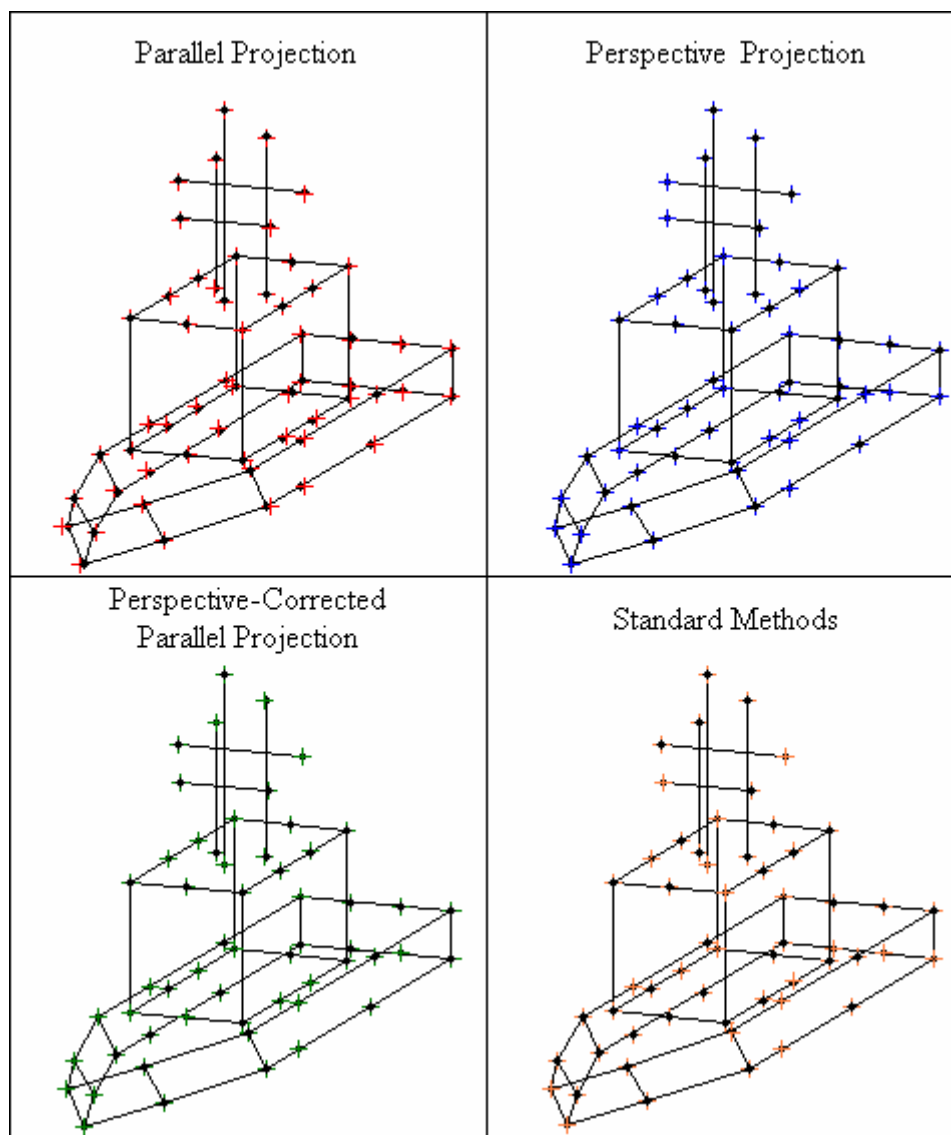 Parallel Projection
Perspective Projection
Perspective-Corrected
Parallel Projection
Standard Methods